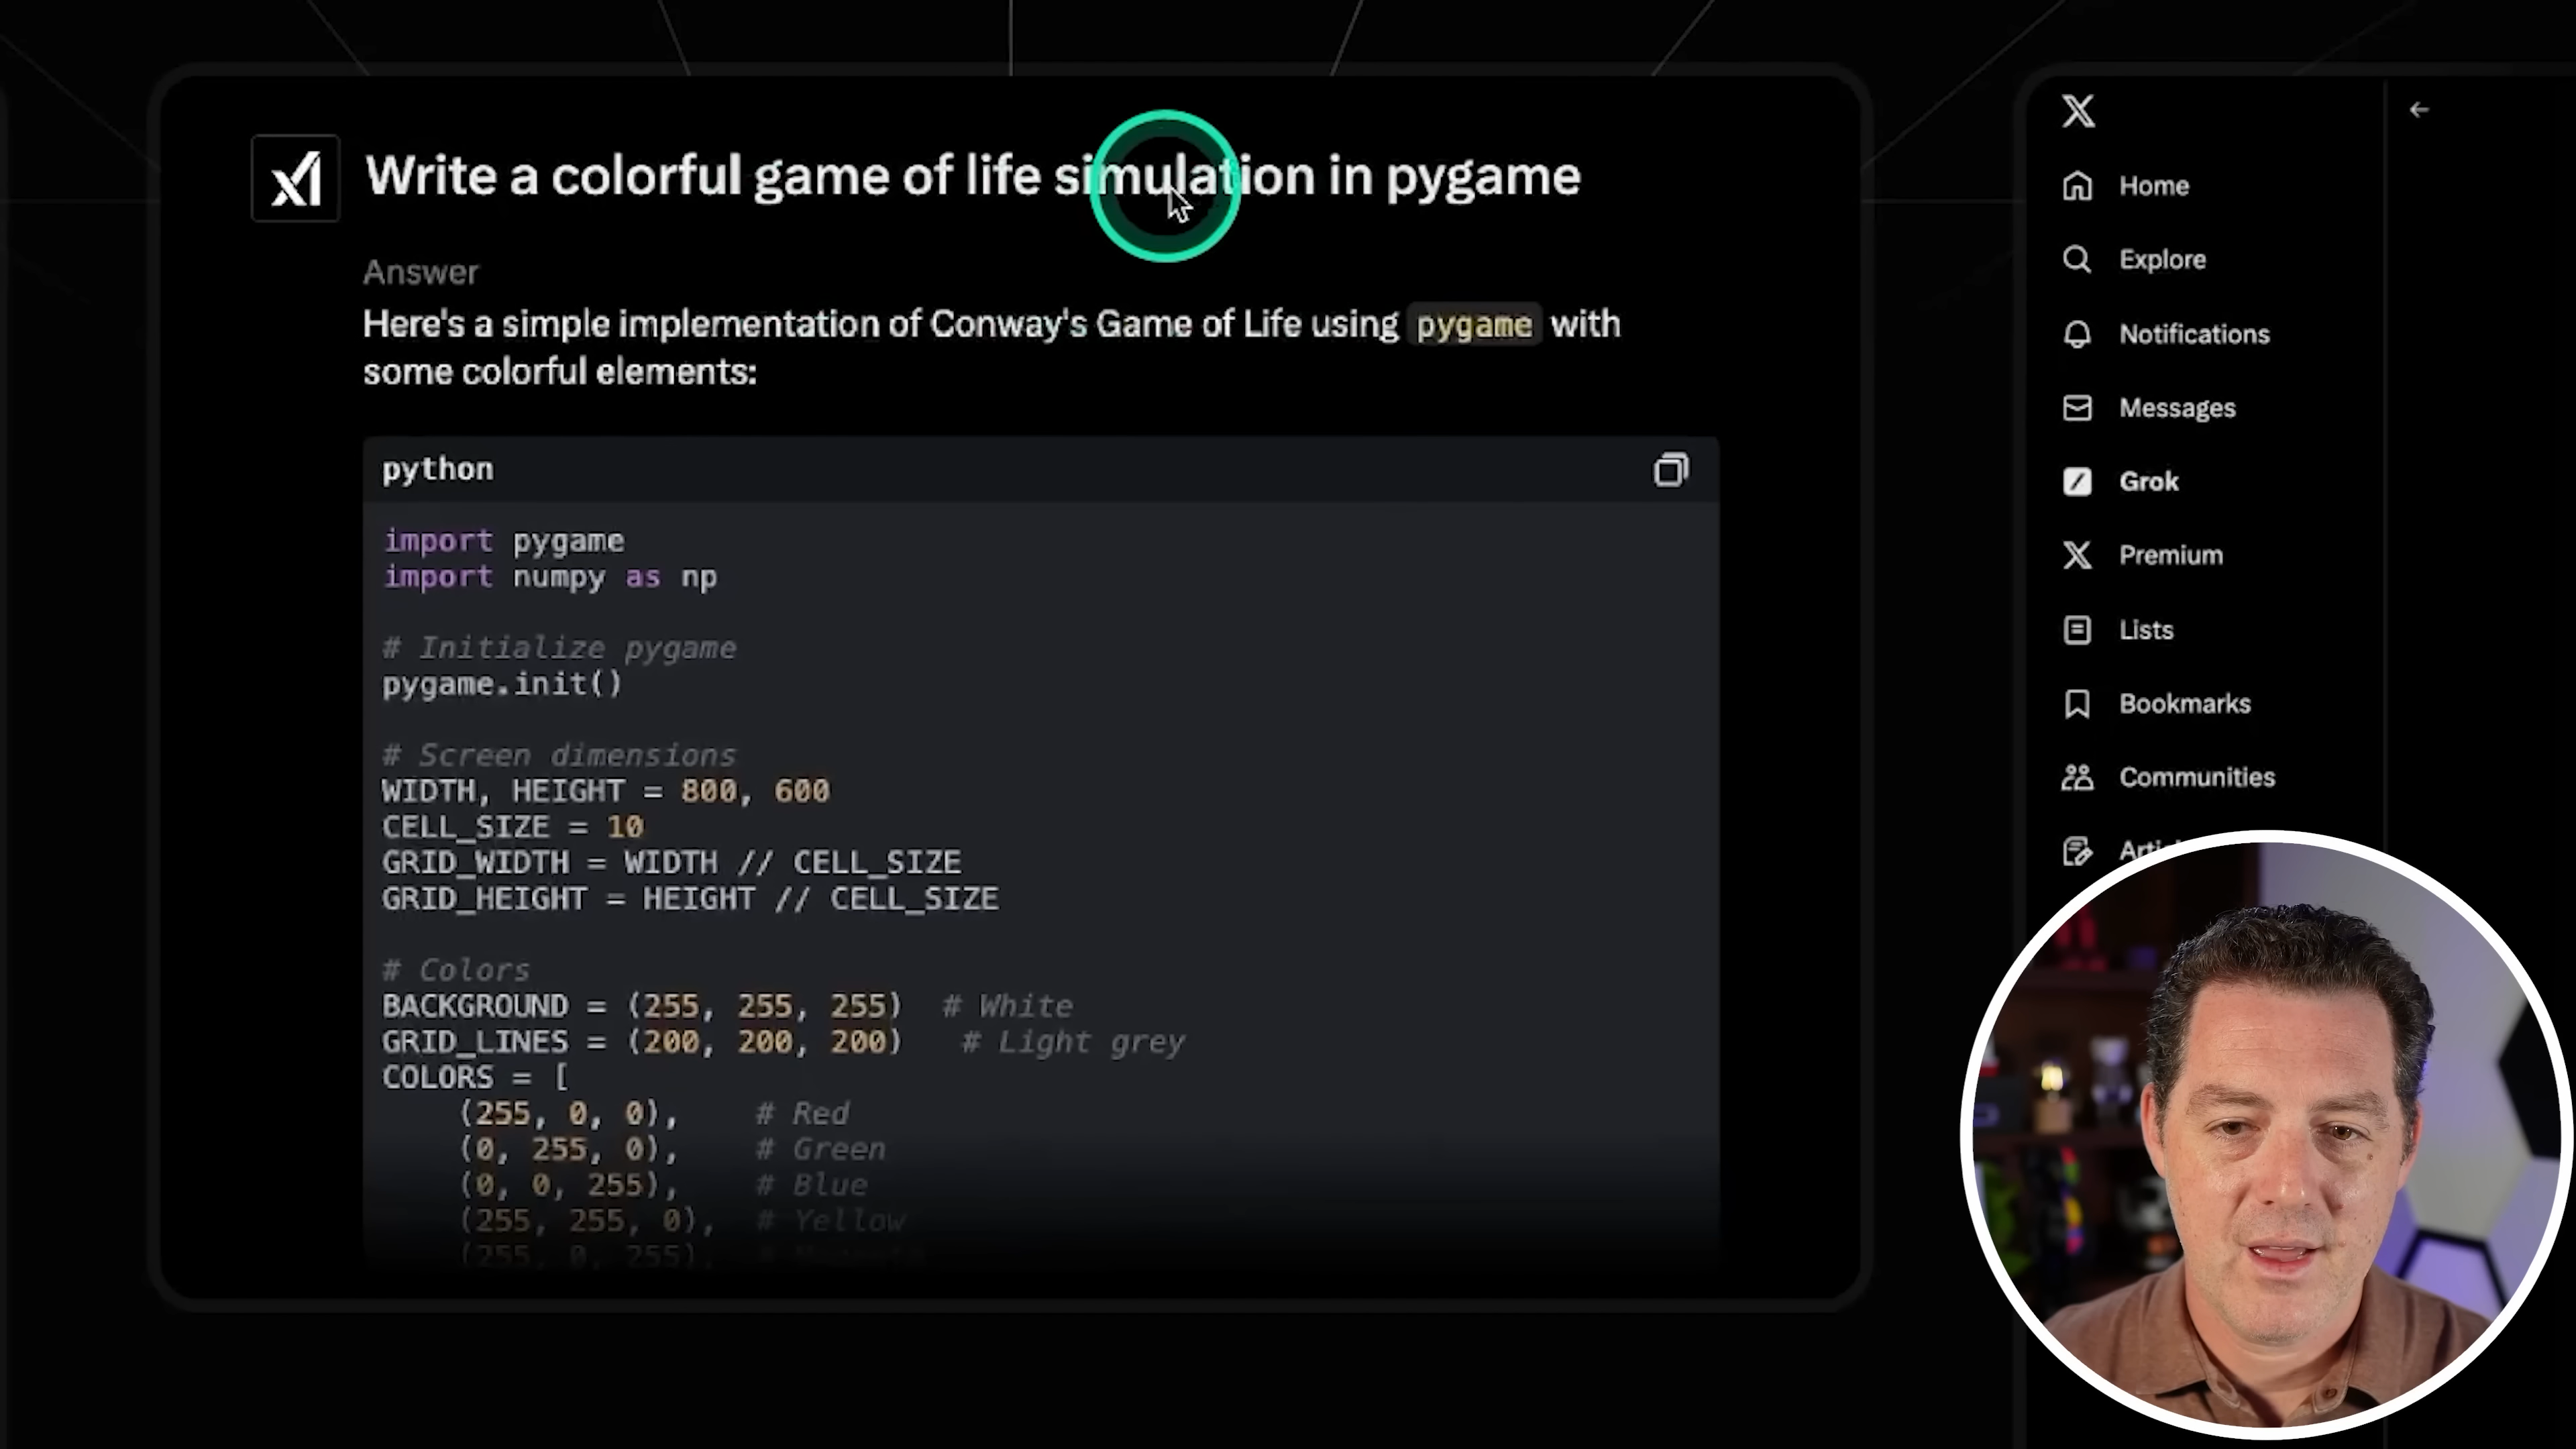 Write a colorful game of life simulation in pygame
Answer
Here's a simple implementation of Conway's Game of Life using pygame with
some colorful elements:
python
import pygame
import numpy as np
# Initialize pygame
pygame.init()
# Screen dimensions
WIDTH, HEIGHT = 800, 600
CELL_SIZE = 10
GRID_WIDTH = WIDTH // CELL_SIZE
GRID_HEIGHT = HEIGHT // CELL_SIZE
# Colors
BACKGROUND = (255, 255, 255)  # White
GRID_LINES = (200, 200, 200)   # Light grey
COLORS = [
(255, 0, 0),    # Red
(0, 255, 0),    # Green
(0, 0, 255),    # Blue
(255, 255, 0),  # Yellow
(255, 0, 255),
Home
Explore
Notifications
Messages
Grok
Premium
Lists
Bookmarks
Communities